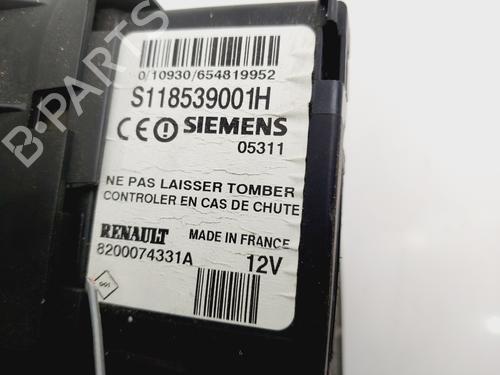 0/10930/654819952
S118539001H
CE SIEMENS
05311
NE PAS LAISSER TOMBER
CONTROLER EN CAS DE CHUTE
RENAULT MADE IN FRANCE
8200074331A 12V
001
B-PARTS